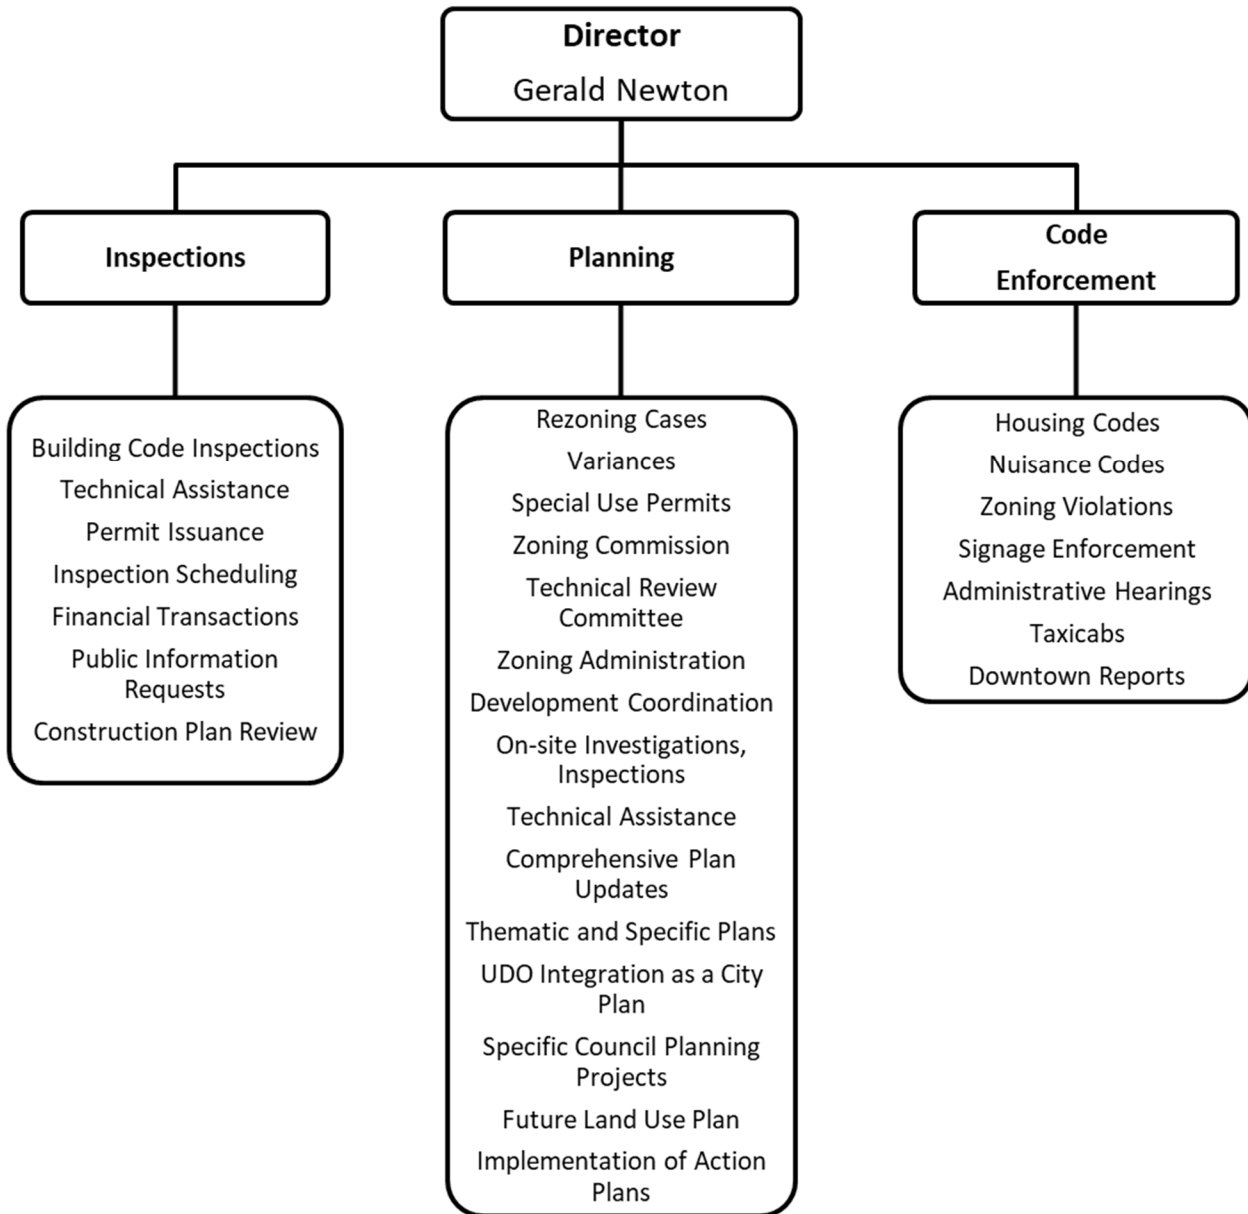 Director
Gerald Newton
Inspections
Planning
Code
Enforcement
Building Code Inspections
Technical Assistance
Permit Issuance
Inspection Scheduling
Financial Transactions
Public Information
Requests
Construction Plan Review
Rezoning Cases
Variances
Special Use Permits
Zoning Commission
Technical Review
Committee
Zoning Administration
Development Coordination
On-site Investigations,
Inspections
Technical Assistance
Comprehensive Plan
Updates
Thematic and Specific Plans
UDO Integration as a City
Plan
Specific Council Planning
Projects
Future Land Use Plan
Implementation of Action
Plans
Housing Codes
Nuisance Codes
Zoning Violations
Signage Enforcement
Administrative Hearings
Taxicabs
Downtown Reports